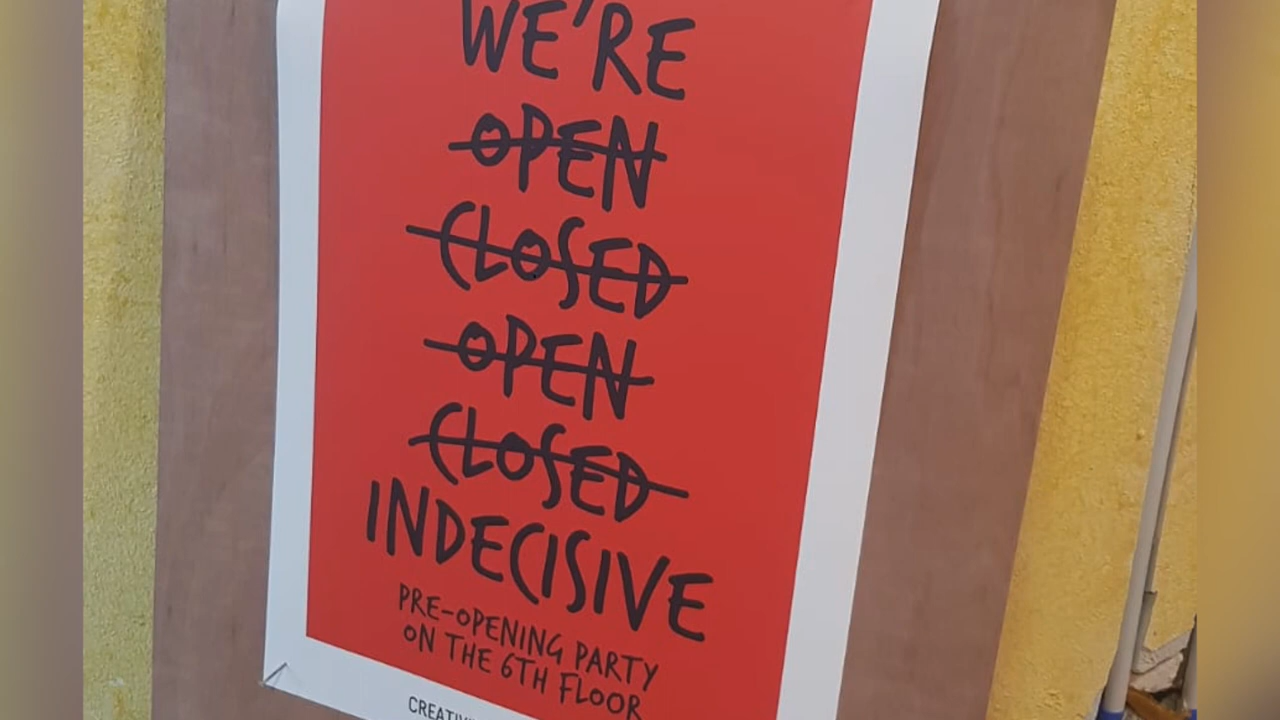 WE'RE
OPEN
CLOSED
OPEN
CLOSED
INDECISIVE
PRE-OPENING PARTY
ON THE 6TH FLOOR